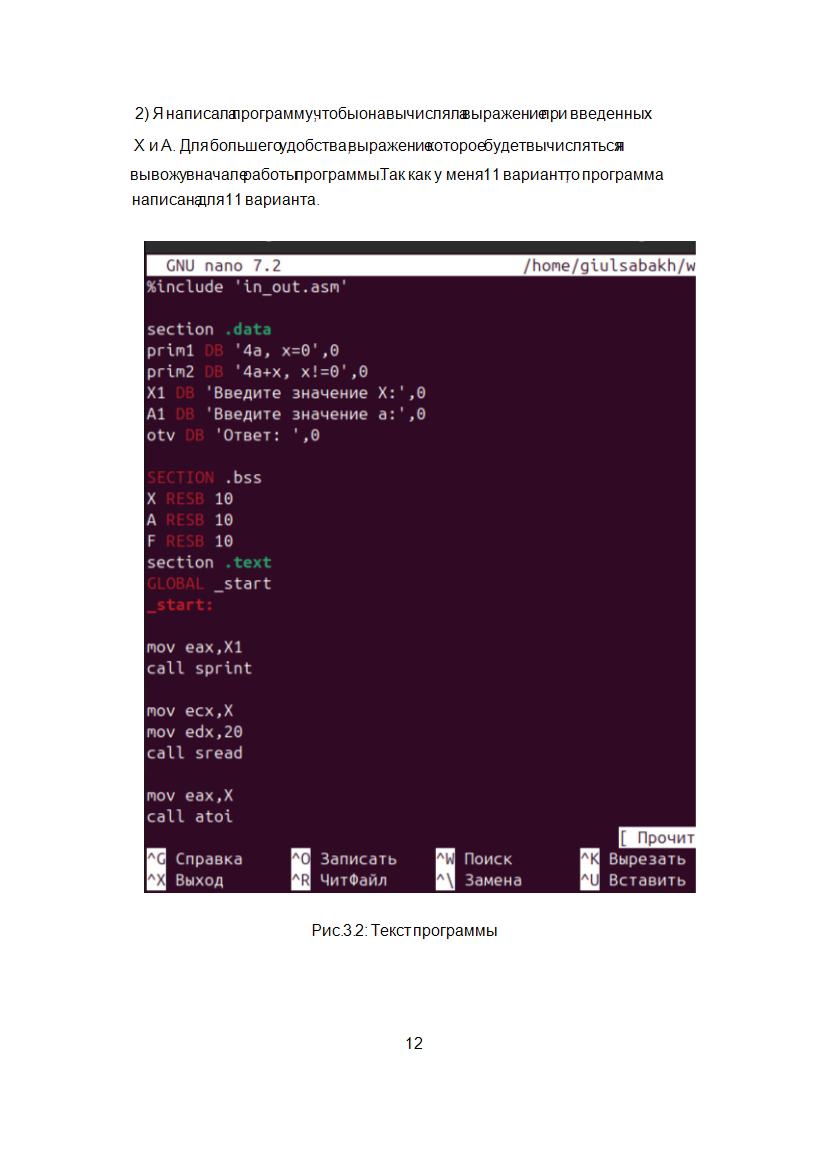 2) Я написала программу, чтобы она вычисляла выражение при введенных
X и A. Для большего удобства, выражение которое будет вычисляться я
вывожу в начале работы программы. Так как у меня 11 вариант, то программа
написана для 11 варианта.
GNU nano 7.2 /home/giulsabakh/w
%include 'in_out.asm'
section .data
prim1 DB '4a, x=0',0
prim2 DB '4a+x, x!=0',0
X1 DB 'Введите значение X:',0
A1 DB 'Введите значение a:',0
otv DB 'Ответ: ',0
SECTION .bss
X RESB 10
A RESB 10
F RESB 10
section .text
GLOBAL _start
_start:
mov eax,X1
call sprint
mov ecx,X
mov edx,20
call sread
mov eax,X
call atoi
[ Прочит
^G Справка ^O Записать ^W Поиск ^K Вырезать
^X Выход ^R ЧитФайл ^\ Замена ^U Вставить
Рис.3.2: Текст программы
12